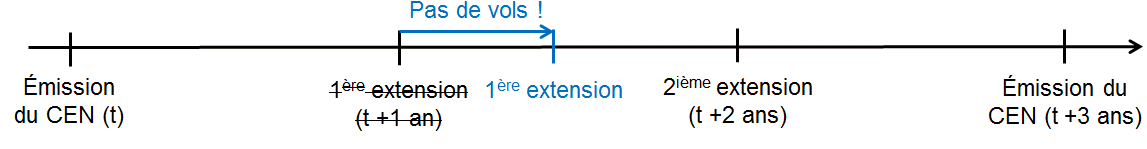 Pas de vols !
Émission
du CEN (t)
1ère extension
(t +1 an)
1ère extension
2ième extension
(t +2 ans)
Émission du
CEN (t +3 ans)